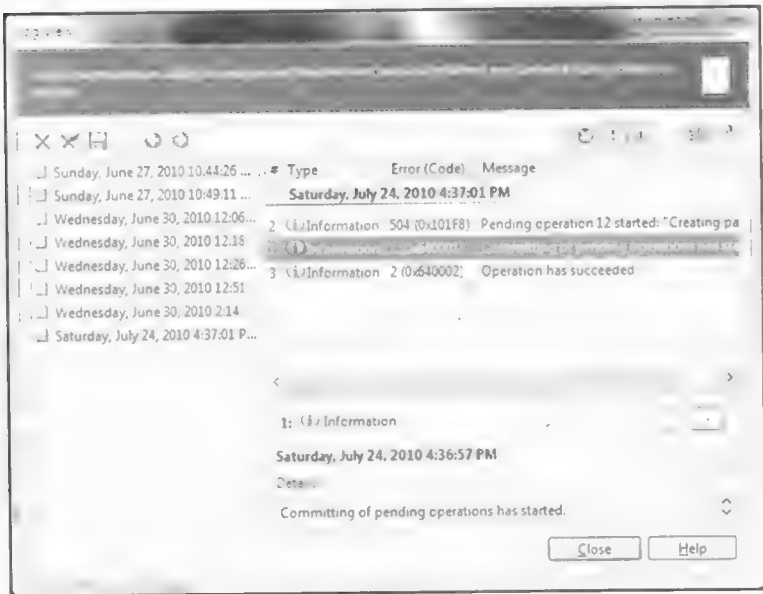 Sunday, June 27, 2010 10:44:26 ...
Sunday, June 27, 2010 10:49:11 ...
Wednesday, June 30, 2010 12:06...
Wednesday, June 30, 2010 12:18
Wednesday, June 30, 2010 12:26...
Wednesday, June 30, 2010 12:51
Wednesday, June 30, 2010 2:14
Saturday, July 24, 2010 4:37:01 P...
# Type Error (Code) Message
Saturday, July 24, 2010 4:37:01 PM
2 Information 504 (0x101F8) Pending operation 12 started: "Creating pa
3 Information 2 (0x640002) Operation has succeeded
1: Information
Saturday, July 24, 2010 4:36:57 PM
Committing of pending operations has started.
Close Help